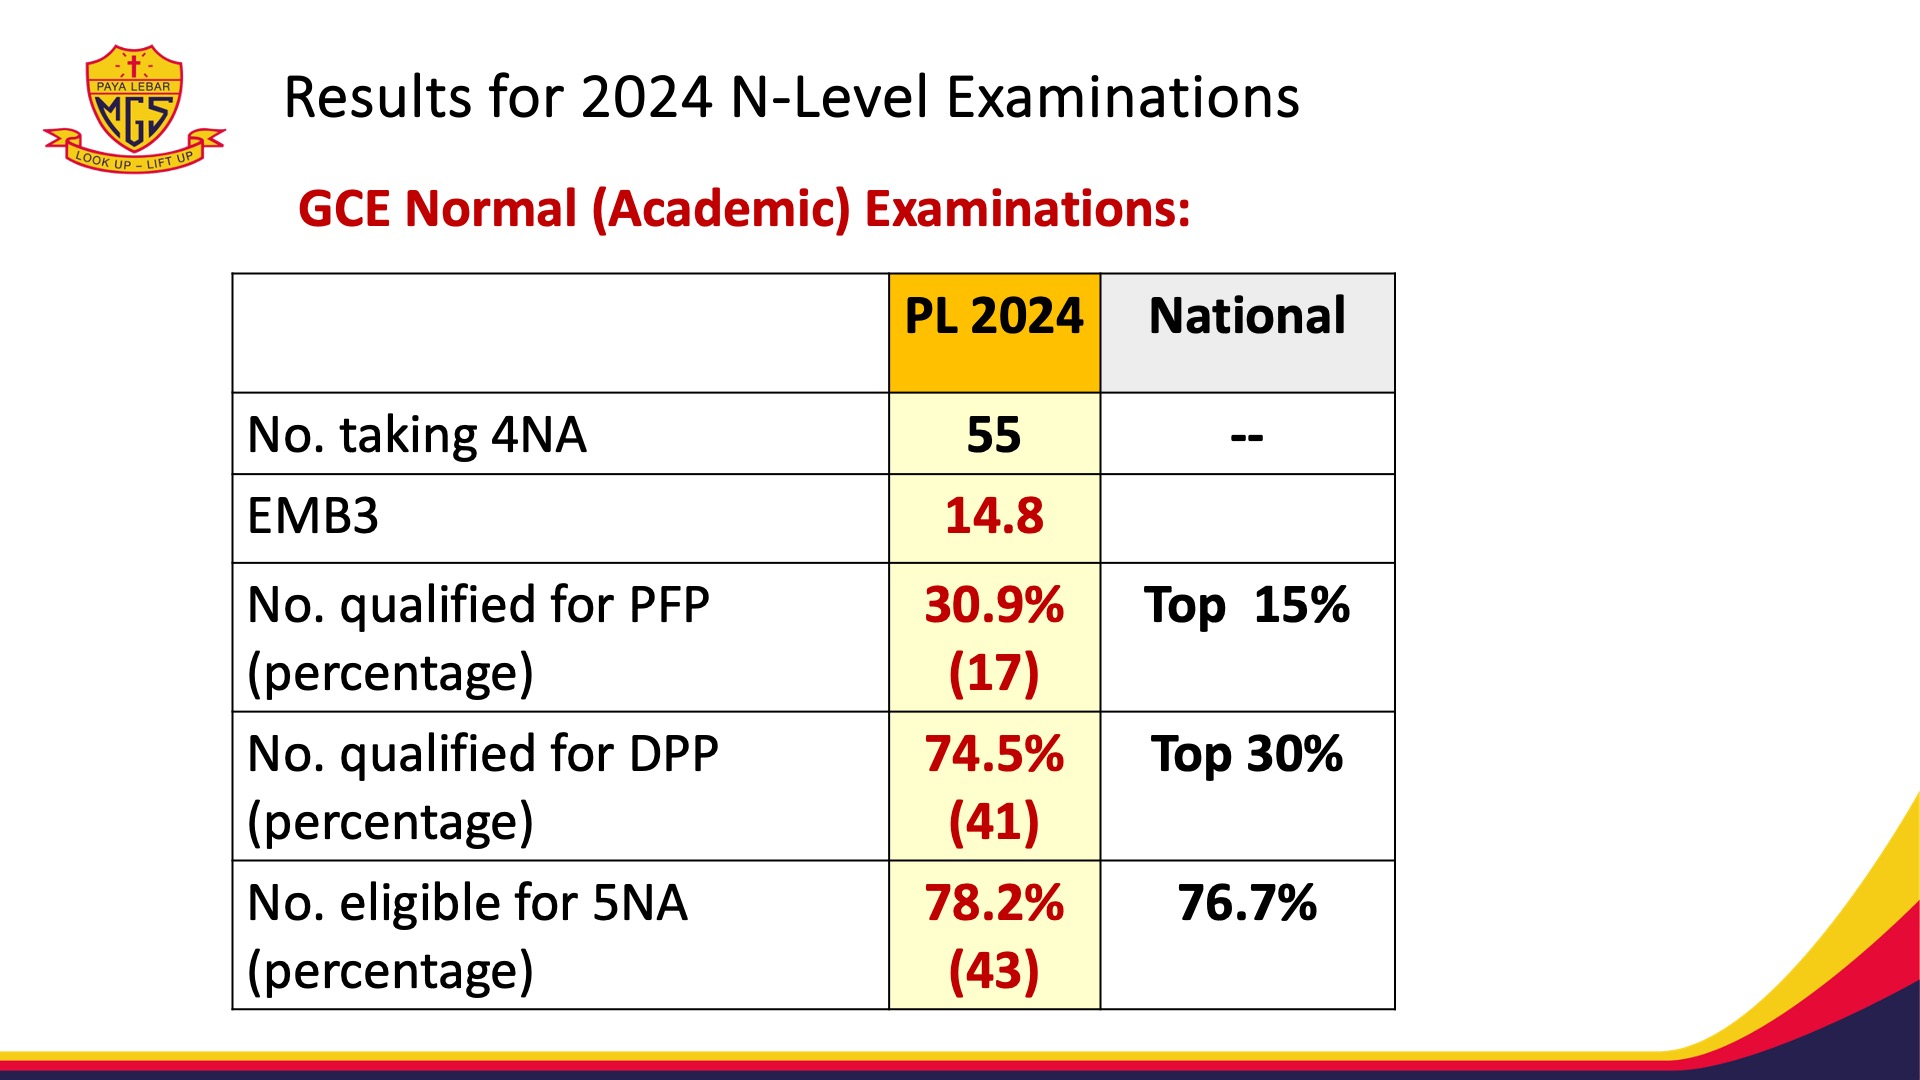 PAYA LEBAR
MGS
LOOK UP – LIFT UP
Results for 2024 N-Level Examinations
GCE Normal (Academic) Examinations:
PL 2024 National
No. taking 4NA 55 --
EMB3 14.8
No. qualified for PFP 30.9% Top 15%
(percentage) (17)
No. qualified for DPP 74.5% Top 30%
(percentage) (41)
No. eligible for 5NA 78.2% 76.7%
(percentage) (43)